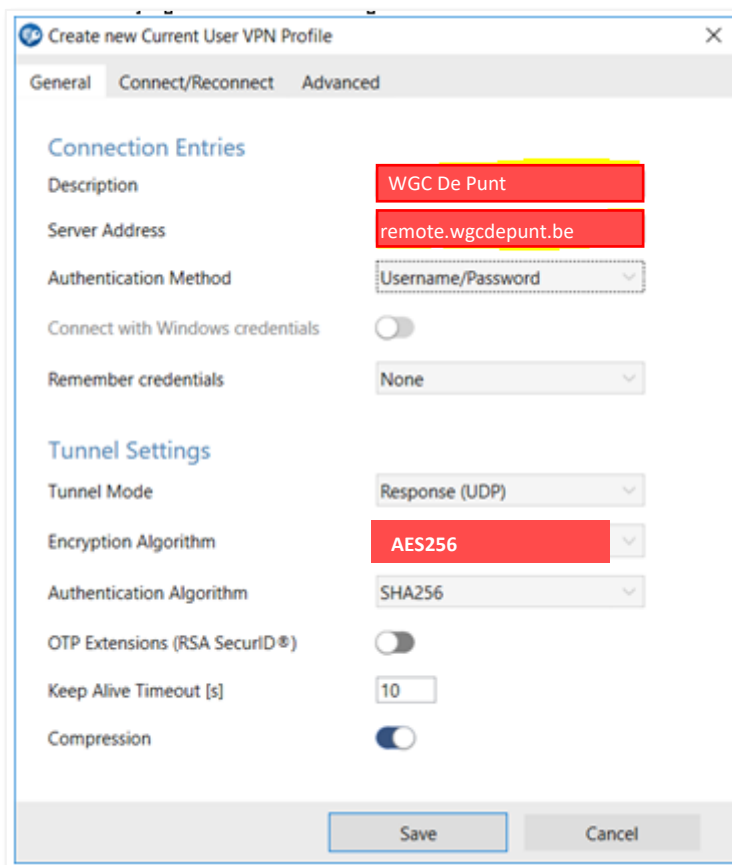 Create new Current User VPN Profile
General Connect/Reconnect Advanced
Connection Entries
Description WGC De Punt
Server Address remote.wgcdepunt.be
Authentication Method Username/Password
Connect with Windows credentials
Remember credentials None
Tunnel Settings
Tunnel Mode Response (UDP)
Encryption Algorithm AES256
Authentication Algorithm SHA256
OTP Extensions (RSA SecurID®)
Keep Alive Timeout [s] 10
Compression
Save Cancel